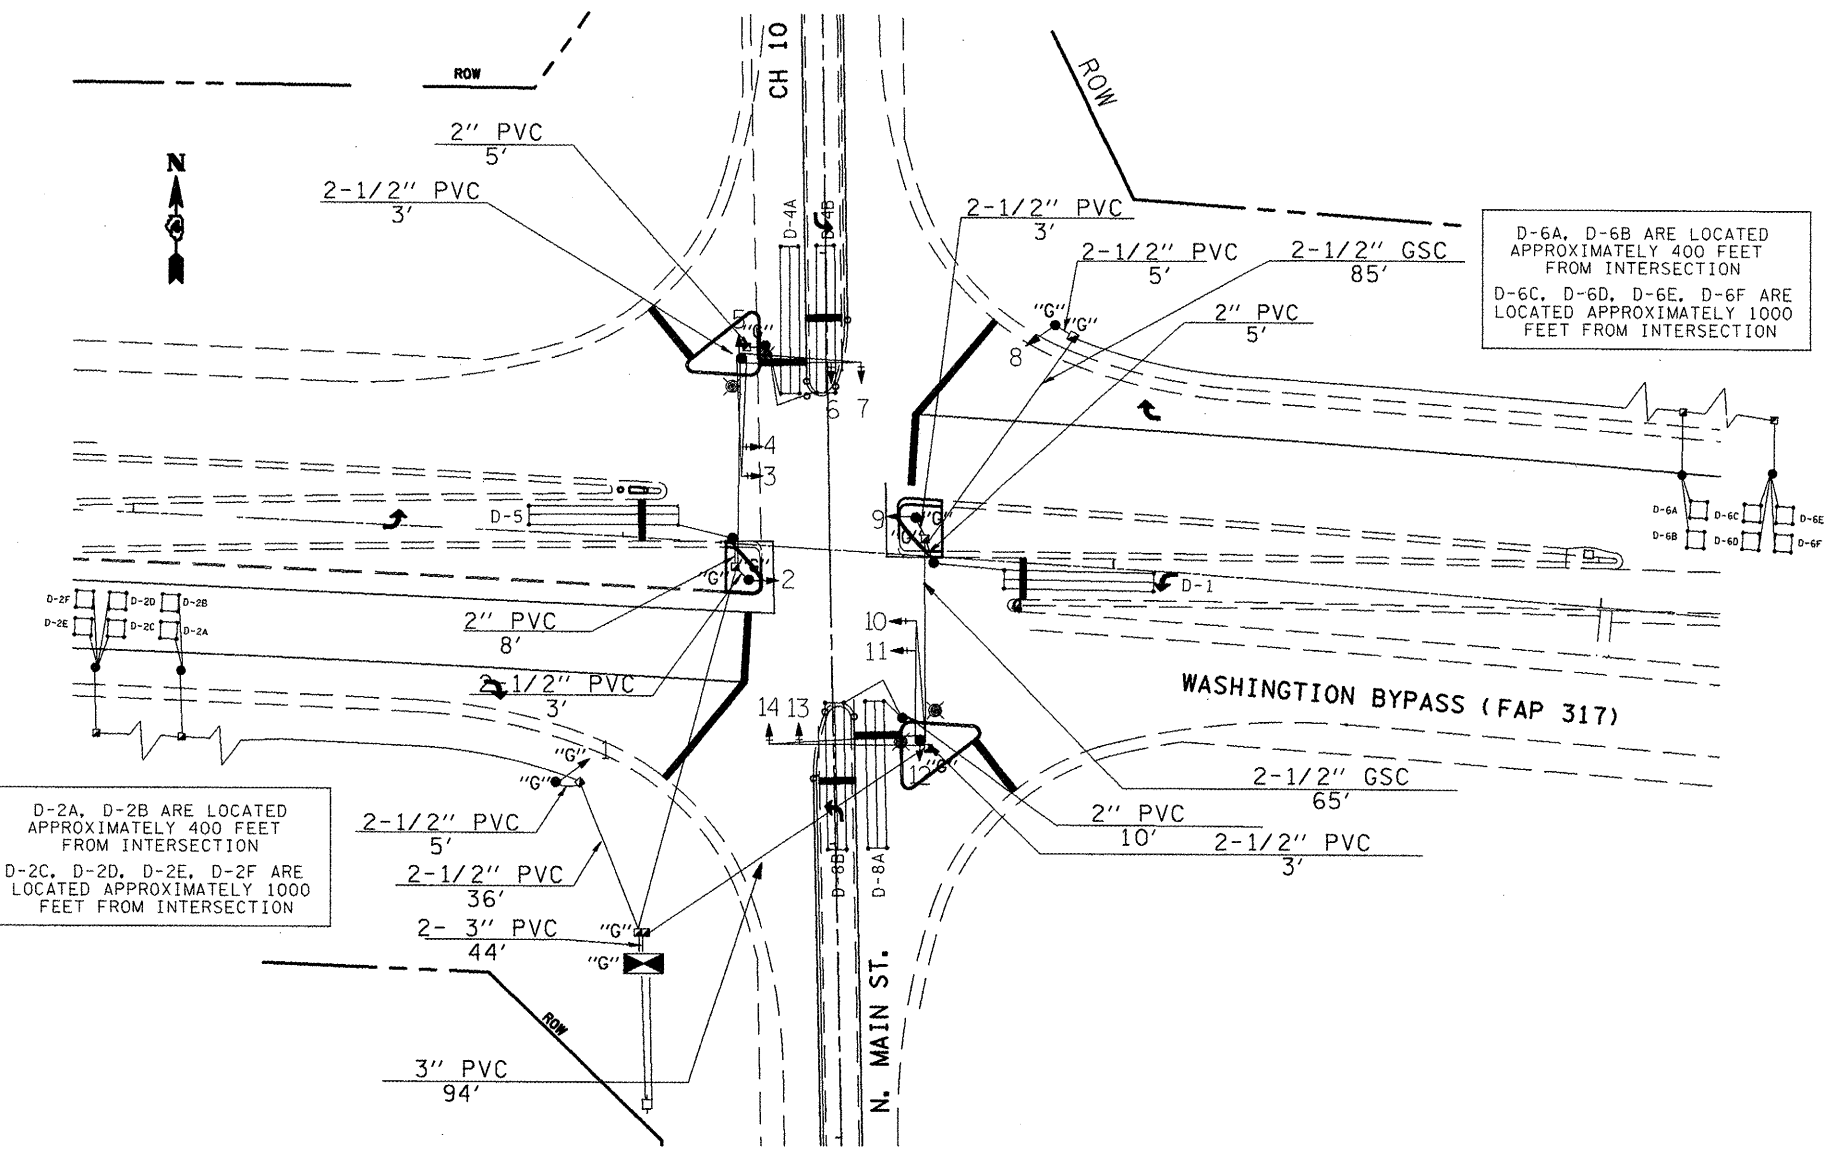 ROW
CH 10
ROW
2" PVC
5'
N
2-1/2" PVC
3'
D-4A
D-4B
2-1/2" PVC
3'
2-1/2" PVC
5'
2-1/2" GSC
85'
2" PVC
5'
D-6A, D-6B ARE LOCATED
APPROXIMATELY 400 FEET
FROM INTERSECTION
D-6C, D-6D, D-6E, D-6F ARE
LOCATED APPROXIMATELY 1000
FEET FROM INTERSECTION
5
"G"
"G"
"G"
8
6
7
4
3
D-5
9
"G"
"G"
D-6A
D-6C
D-6E
D-6B
D-6D
D-6F
"G"
2
D-1
D-2F
D-2D
D-2B
D-2E
D-2C
D-2A
2" PVC
8'
10
11
2-1/2" PVC
3'
WASHINGTION BYPASS (FAP 317)
14
13
"G"
1
"G"
12
"G"
2-1/2" GSC
65'
D-2A, D-2B ARE LOCATED
APPROXIMATELY 400 FEET
FROM INTERSECTION
D-2C, D-2D, D-2E, D-2F ARE
LOCATED APPROXIMATELY 1000
FEET FROM INTERSECTION
2-1/2" PVC
5'
2" PVC
10'
2-1/2" PVC
3'
2-1/2" PVC
36'
D-8B
D-8A
2- 3" PVC
44'
"G"
"G"
ROW
N. MAIN ST.
3" PVC
94'